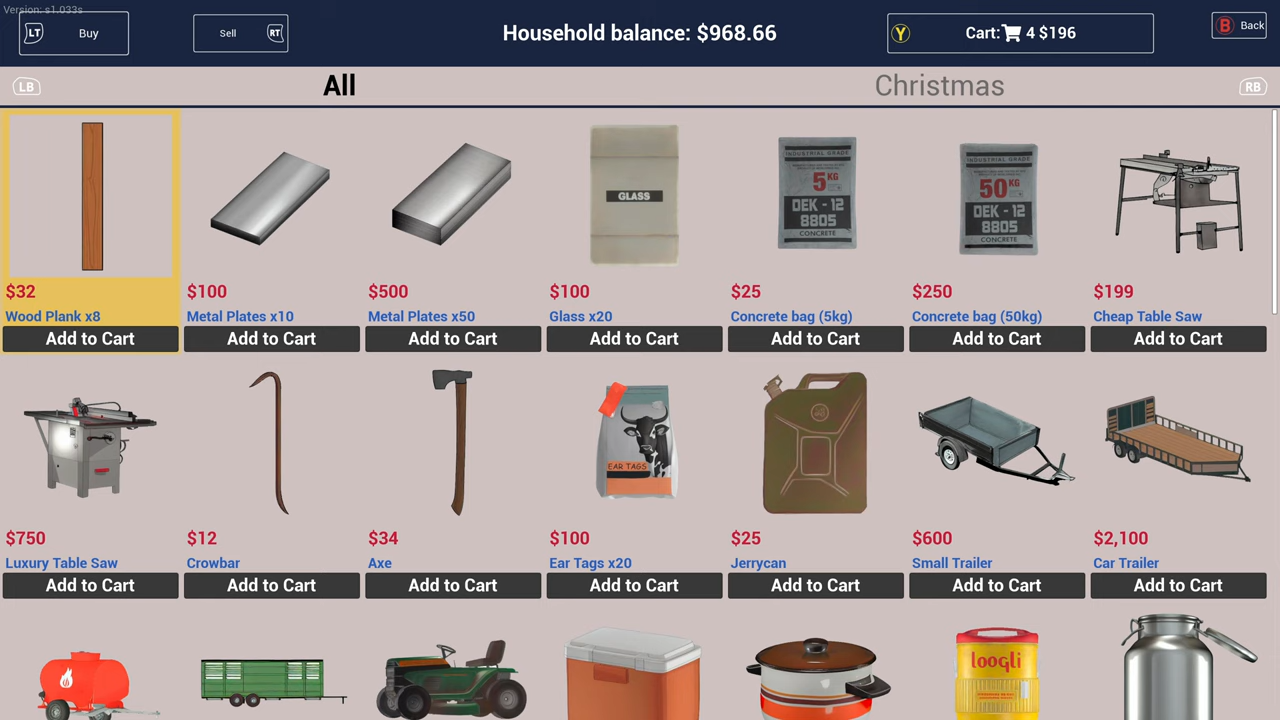 Version: s1.033s
LT Buy
Sell RT
Household balance: $968.66
Y Cart: 4 $196
B Back
LB
All
Christmas
RB
GLASS
INDUSTRIAL GRADE
5KG
DEK - 12
8805
CONCRETE
INDUSTRIAL GRADE
50KG
DEK - 12
8805
CONCRETE
$32
$100
$500
$100
$25
$250
$199
Wood Plank x8
Metal Plates x10
Metal Plates x50
Glass x20
Concrete bag (5kg)
Concrete bag (50kg)
Cheap Table Saw
Add to Cart
Add to Cart
Add to Cart
Add to Cart
Add to Cart
Add to Cart
Add to Cart
EAR TAGS
$750
$12
$34
$100
$25
$600
$2,100
Luxury Table Saw
Crowbar
Axe
Ear Tags x20
Jerrycan
Small Trailer
Car Trailer
Add to Cart
Add to Cart
Add to Cart
Add to Cart
Add to Cart
Add to Cart
Add to Cart
looqli